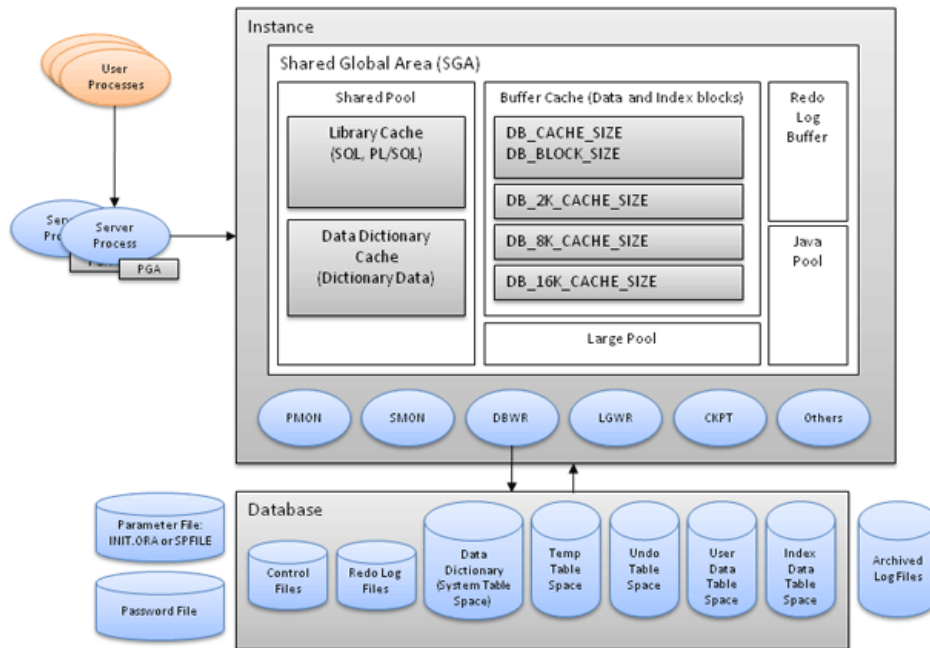 Instance
Shared Global Area (SGA)
User
Processes
Shared Pool
Library Cache
(SQL, PL/SQL)
Data Dictionary
Cache
(Dictionary Data)
Buffer Cache (Data and Index blocks)
DB_CACHE_SIZE
DB_BLOCK_SIZE
DB_2K_CACHE_SIZE
DB_8K_CACHE_SIZE
DB_16K_CACHE_SIZE
Large Pool
Redo
Log
Buffer
Java
Pool
Server
Process
PGA
PMON
SMON
DBWR
LGWR
CKPT
Others
Database
Parameter File:
INIT.ORA or SPFILE
Password File
Control
Files
Redo Log
Files
Data
Dictionary
(System Table
Space)
Temp
Table
Space
Undo
Table
Space
User
Data
Table
Space
Index
Data
Table
Space
Archived
Log Files